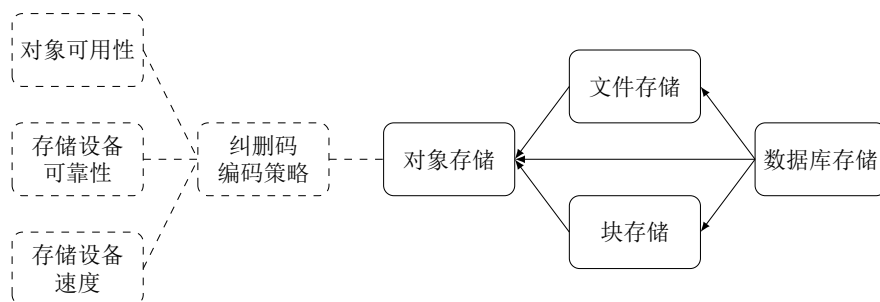 对象可用性
存储设备
可靠性
存储设备
速度
纠删码
编码策略
对象存储
文件存储
块存储
数据库存储